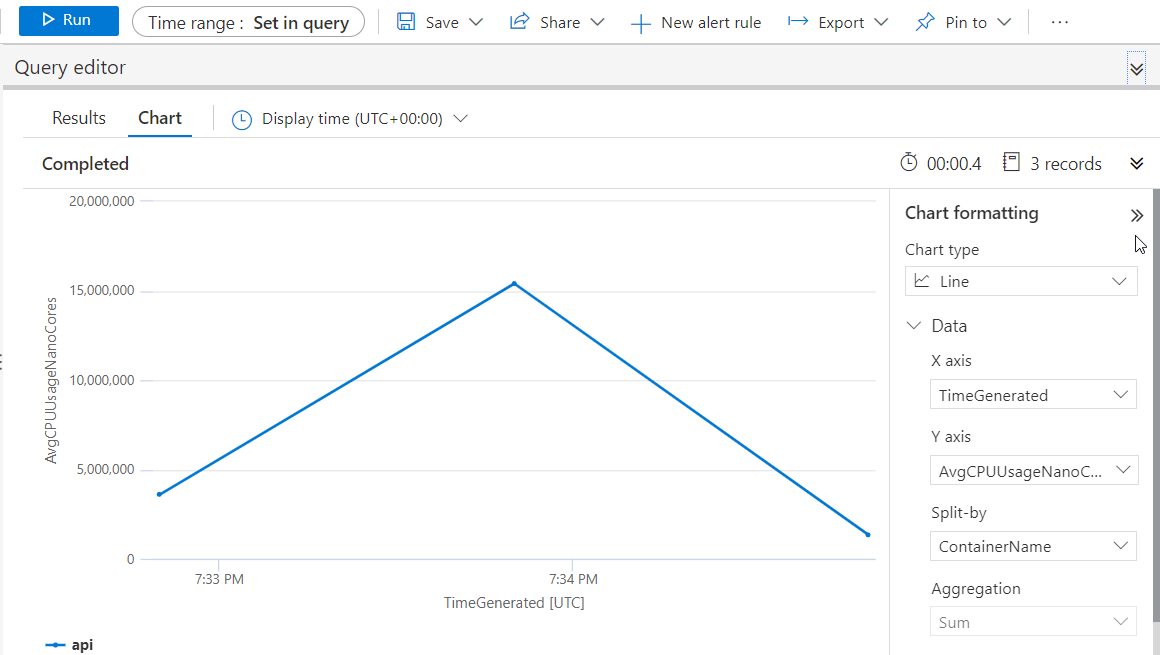 Run
Time range : Set in query
Save
Share
New alert rule
Export
Pin to
...
Query editor
Results
Chart
Display time (UTC+00:00)
Completed
00:00.4
3 records
20,000,000
15,000,000
10,000,000
5,000,000
0
AvgCPUUsageNanoCores
7:33 PM
7:34 PM
TimeGenerated [UTC]
api
Chart formatting
Chart type
Line
Data
X axis
TimeGenerated
Y axis
AvgCPUUsageNanoC...
Split-by
ContainerName
Aggregation
Sum